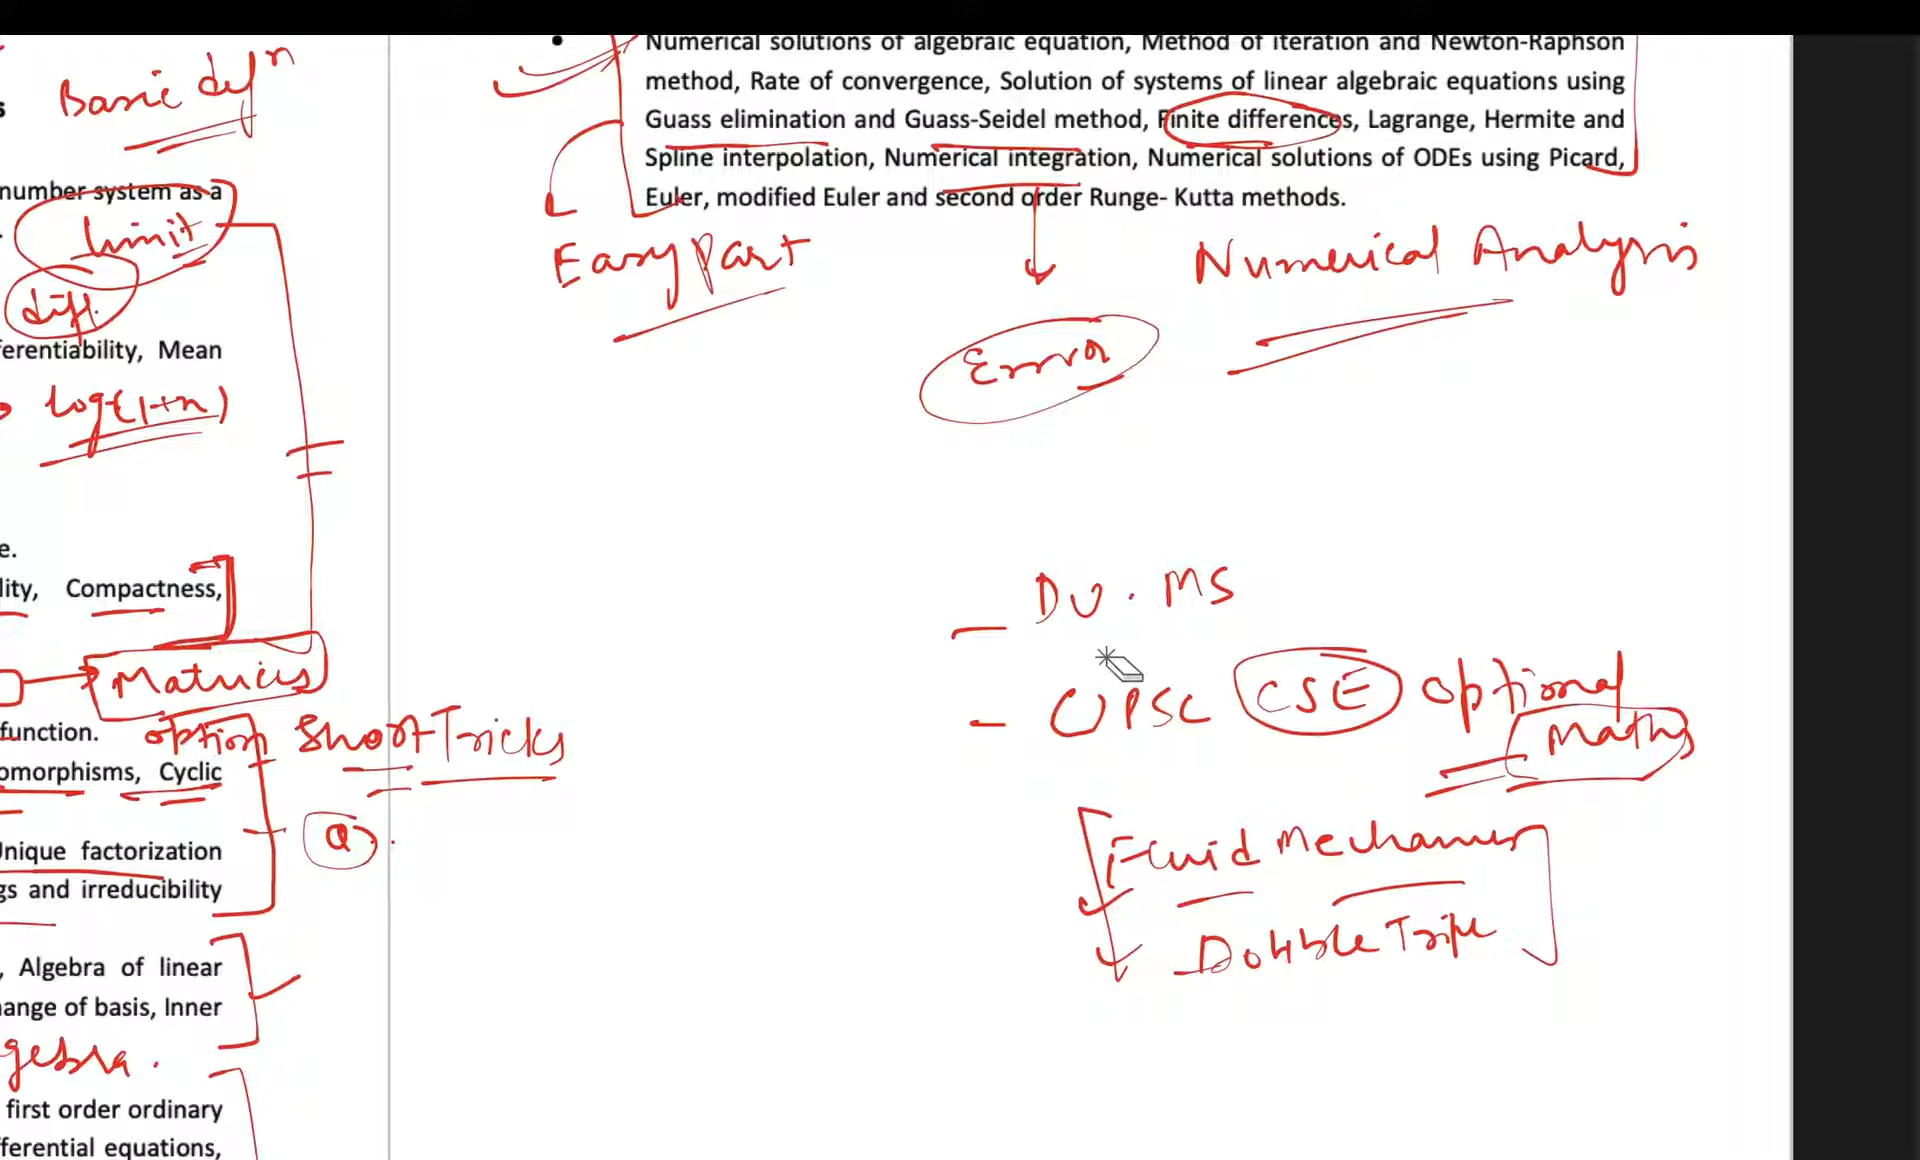 Basic defn
s
number system as a
limit
diff.
ferentiability, Mean
log(1+n)
e.
lity, Compactness,
Matrices
function. option Short Tricks
omorphisms, Cyclic
Q.
Unique factorization
gs and irreducibility
, Algebra of linear
ange of basis, Inner
gebra.
first order ordinary
fferential equations,
Numerical solutions of algebraic equation, Method of iteration and Newton-Raphson
method, Rate of convergence, Solution of systems of linear algebraic equations using
Guass elimination and Guass-Seidel method, Finite differences, Lagrange, Hermite and
Spline interpolation, Numerical integration, Numerical solutions of ODEs using Picard,
Euler, modified Euler and second order Runge- Kutta methods.
Easy Part
Numerical Analysis
Error
- DU. MS
- UPSC CSE optional
Maths
Fluid Mechanics
Double